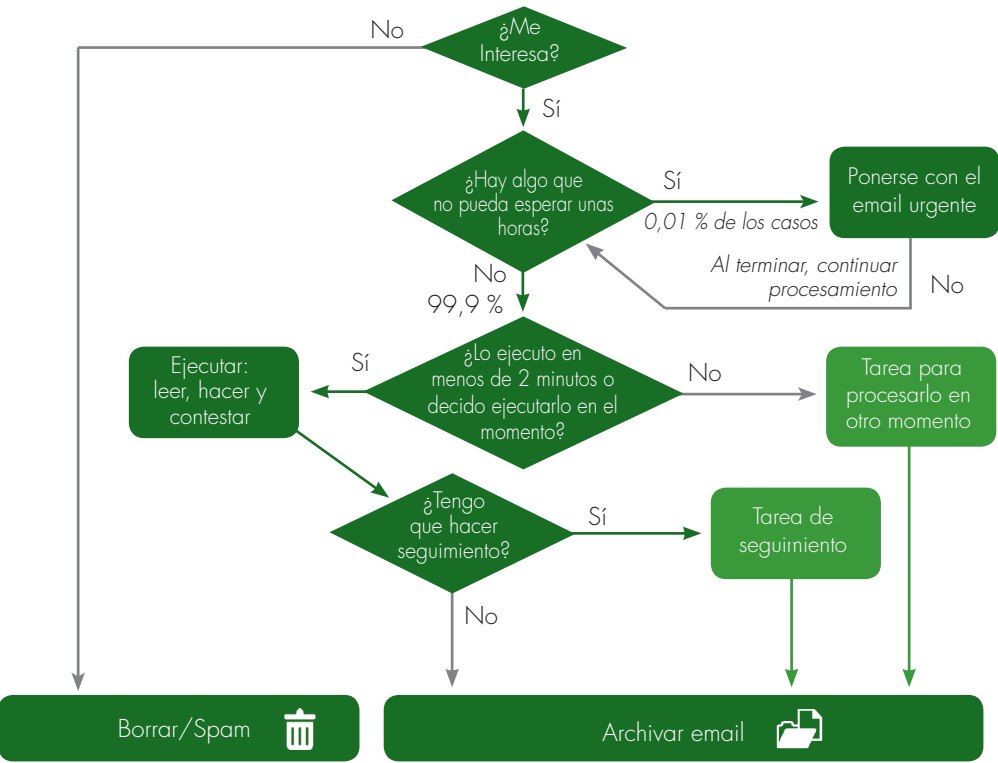 No
¿Me
Interesa?
Sí
¿Hay algo que
no pueda esperar unas
horas?
Sí
0,01 % de los casos
Ponerse con el
email urgente
Al terminar, continuar
procesamiento
No
No
99,9 %
Ejecutar:
leer, hacer y
contestar
Sí
¿Lo ejecuto en
menos de 2 minutos o
decido ejecutarlo en el
momento?
No
Tarea para
procesarlo en
otro momento
¿Tengo
que hacer
seguimiento?
Sí
Tarea de
seguimiento
No
Borrar/Spam
Archivar email